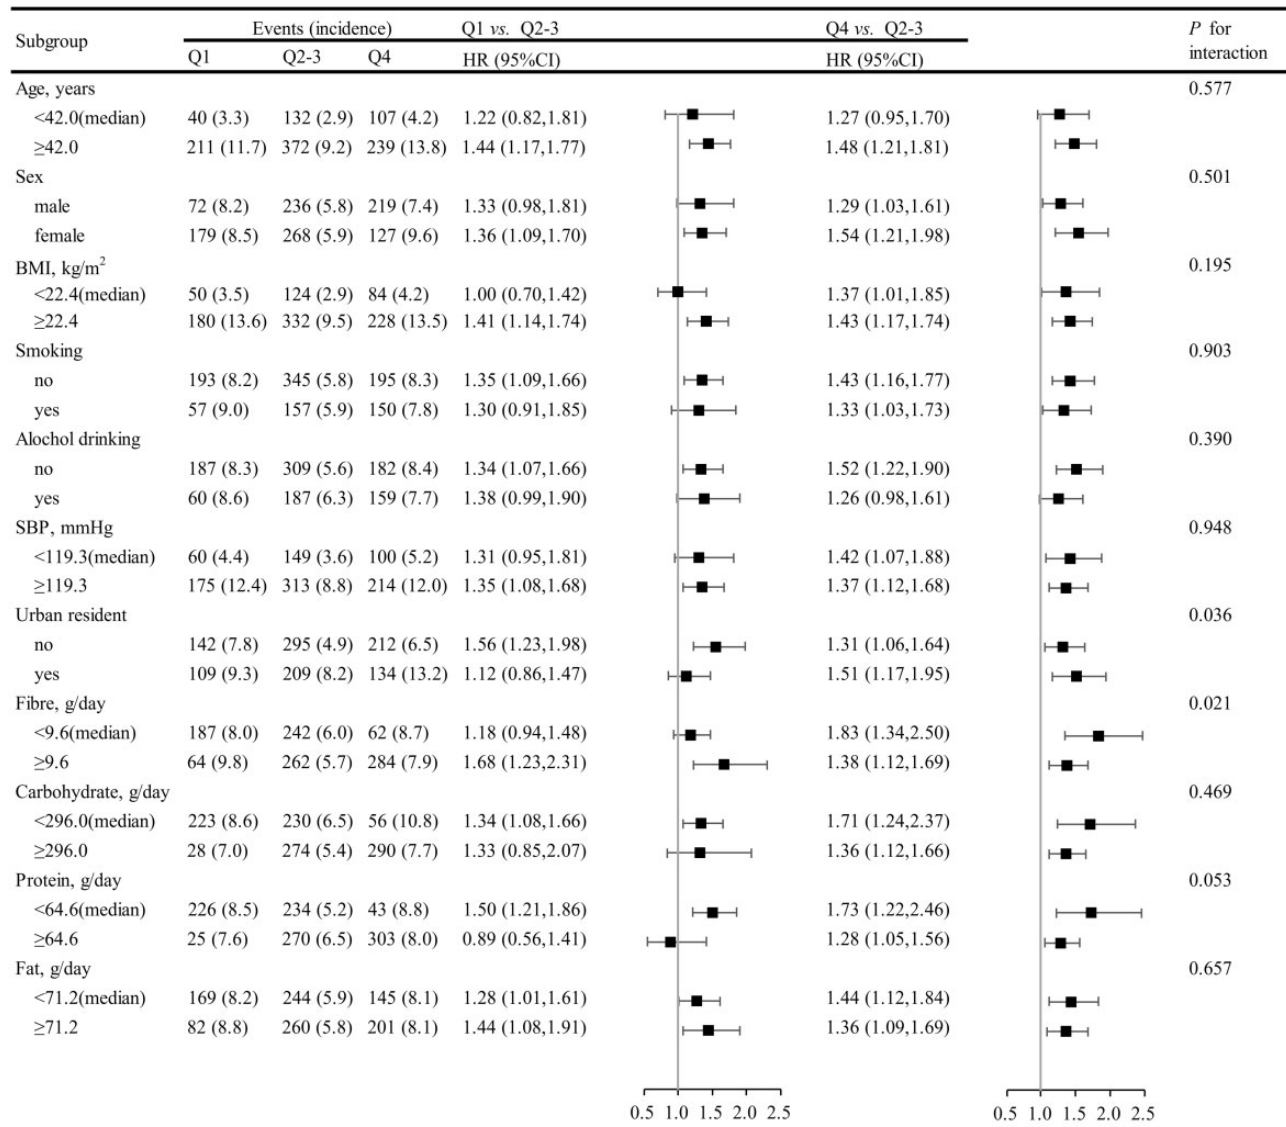 Subgroup Events (incidence) Q1 vs. Q2-3 Q4 vs. Q2-3 P for interaction
Q1 Q2-3 Q4 HR (95%CI) HR (95%CI)
Age, years 0.577
<42.0(median) 40 (3.3) 132 (2.9) 107 (4.2) 1.22 (0.82,1.81) 1.27 (0.95,1.70)
≥42.0 211 (11.7) 372 (9.2) 239 (13.8) 1.44 (1.17,1.77) 1.48 (1.21,1.81)
Sex 0.501
male 72 (8.2) 236 (5.8) 219 (7.4) 1.33 (0.98,1.81) 1.29 (1.03,1.61)
female 179 (8.5) 268 (5.9) 127 (9.6) 1.36 (1.09,1.70) 1.54 (1.21,1.98)
BMI, kg/m² 0.195
<22.4(median) 50 (3.5) 124 (2.9) 84 (4.2) 1.00 (0.70,1.42) 1.37 (1.01,1.85)
≥22.4 180 (13.6) 332 (9.5) 228 (13.5) 1.41 (1.14,1.74) 1.43 (1.17,1.74)
Smoking 0.903
no 193 (8.2) 345 (5.8) 195 (8.3) 1.35 (1.09,1.66) 1.43 (1.16,1.77)
yes 57 (9.0) 157 (5.9) 150 (7.8) 1.30 (0.91,1.85) 1.33 (1.03,1.73)
Alochol drinking 0.390
no 187 (8.3) 309 (5.6) 182 (8.4) 1.34 (1.07,1.66) 1.52 (1.22,1.90)
yes 60 (8.6) 187 (6.3) 159 (7.7) 1.38 (0.99,1.90) 1.26 (0.98,1.61)
SBP, mmHg 0.948
<119.3(median) 60 (4.4) 149 (3.6) 100 (5.2) 1.31 (0.95,1.81) 1.42 (1.07,1.88)
≥119.3 175 (12.4) 313 (8.8) 214 (12.0) 1.35 (1.08,1.68) 1.37 (1.12,1.68)
Urban resident 0.036
no 142 (7.8) 295 (4.9) 212 (6.5) 1.56 (1.23,1.98) 1.31 (1.06,1.64)
yes 109 (9.3) 209 (8.2) 134 (13.2) 1.12 (0.86,1.47) 1.51 (1.17,1.95)
Fibre, g/day 0.021
<9.6(median) 187 (8.0) 242 (6.0) 62 (8.7) 1.18 (0.94,1.48) 1.83 (1.34,2.50)
≥9.6 64 (9.8) 262 (5.7) 284 (7.9) 1.68 (1.23,2.31) 1.38 (1.12,1.69)
Carbohydrate, g/day 0.469
<296.0(median) 223 (8.6) 230 (6.5) 56 (10.8) 1.34 (1.08,1.66) 1.71 (1.24,2.37)
≥296.0 28 (7.0) 274 (5.4) 290 (7.7) 1.33 (0.85,2.07) 1.36 (1.12,1.66)
Protein, g/day 0.053
<64.6(median) 226 (8.5) 234 (5.2) 43 (8.8) 1.50 (1.21,1.86) 1.73 (1.22,2.46)
≥64.6 25 (7.6) 270 (6.5) 303 (8.0) 0.89 (0.56,1.41) 1.28 (1.05,1.56)
Fat, g/day 0.657
<71.2(median) 169 (8.2) 244 (5.9) 145 (8.1) 1.28 (1.01,1.61) 1.44 (1.12,1.84)
≥71.2 82 (8.8) 260 (5.8) 201 (8.1) 1.44 (1.08,1.91) 1.36 (1.09,1.69)
0.5 1.0 1.5 2.0 2.5 0.5 1.0 1.5 2.0 2.5